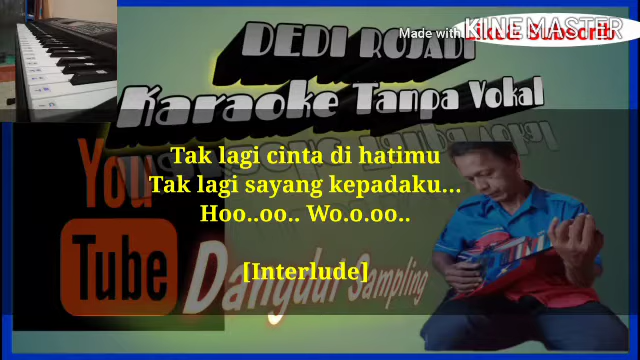 Made with
KINEMASTER
DEDI ROJADI
Karaoke Tanpa Vokal
Tak lagi cinta di hatimu
Tak lagi sayang kepadaku...
Hoo..oo.. Wo.o.oo..
[Interlude]
You
Tube
Dangdut Sampling